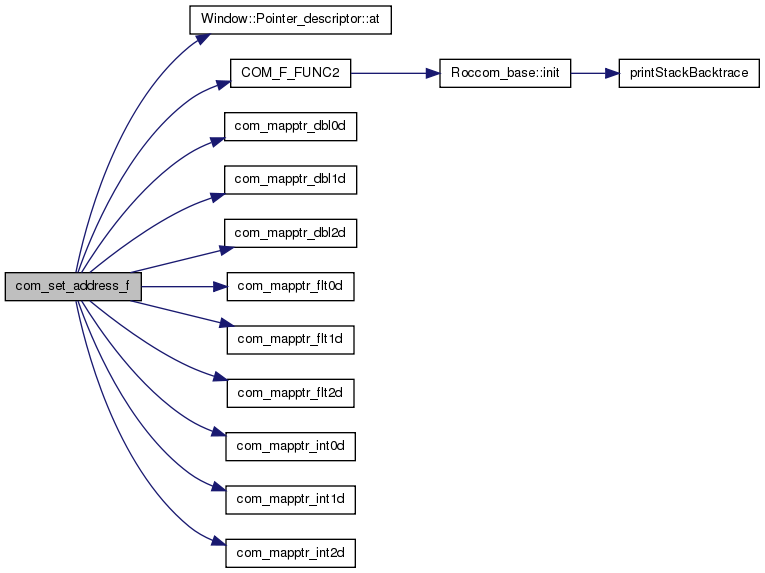 Window::Pointer_descriptor::at
COM_F_FUNC2
Roccom_base::init
printStackBacktrace
com_mapptr_dbl0d
com_mapptr_dbl1d
com_mapptr_dbl2d
com_set_address_f
com_mapptr_flt0d
com_mapptr_flt1d
com_mapptr_flt2d
com_mapptr_int0d
com_mapptr_int1d
com_mapptr_int2d